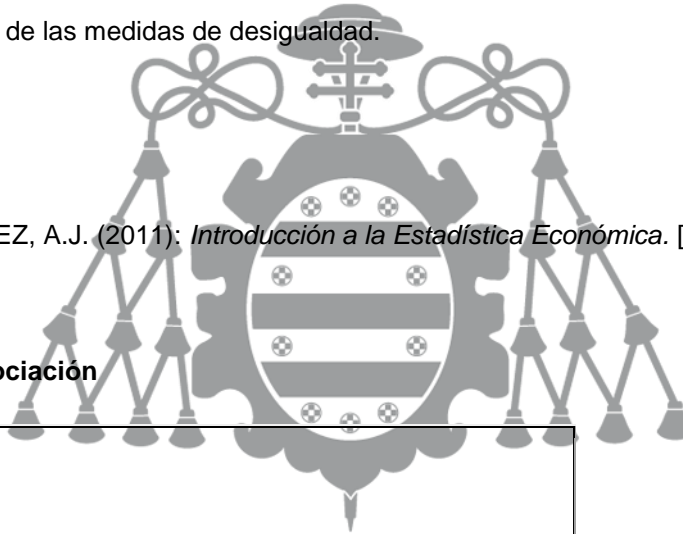 de las medidas de desigualdad.
EZ, A.J. (2011): Introducción a la Estadística Económica. [
ociación